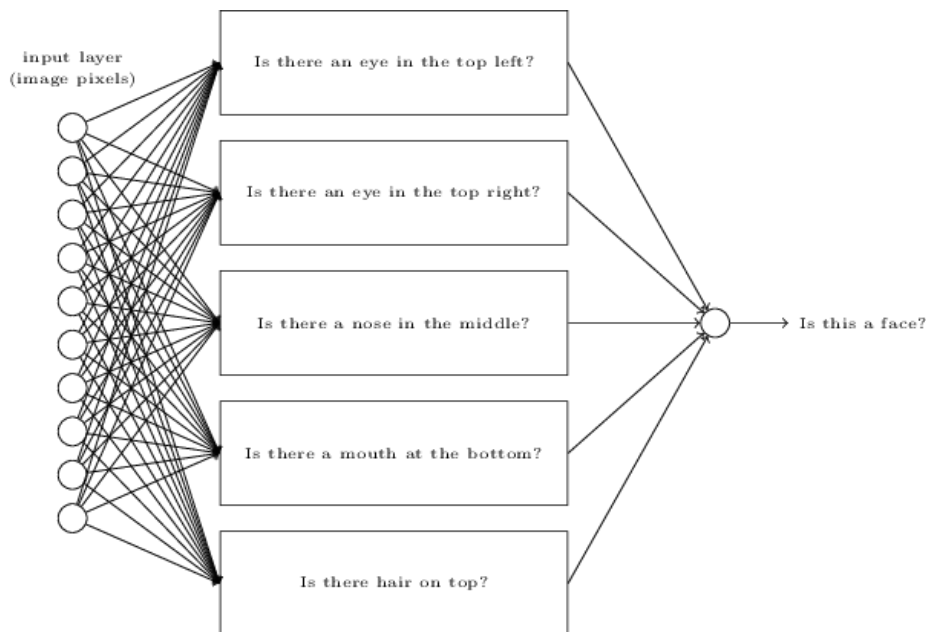 input layer
(image pixels)
Is there an eye in the top left?
Is there an eye in the top right?
Is there a nose in the middle?
Is this a face?
Is there a mouth at the bottom?
Is there hair on top?